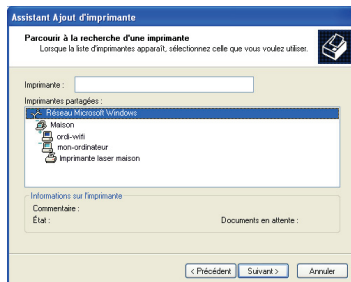 Assistant Ajout d'imprimante
Parcourir à la recherche d'une imprimante
Lorsque la liste d'imprimantes apparaît, sélectionnez celle que vous voulez utiliser.
Imprimante :
Imprimantes partagées :
Réseau Microsoft Windows
Maison
ordi-wifi
mon-ordinateur
Imprimante laser maison
Informations sur l'imprimante
Commentaire :
État : Documents en attente :
< Précédent Suivant > Annuler